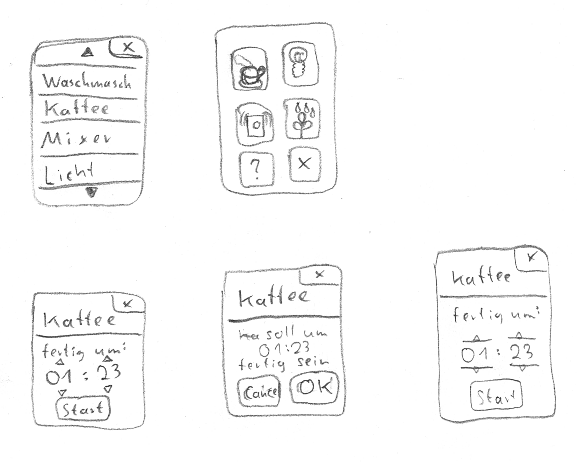 X
Waschmasch
Kaffee
Mixer
Licht
? X
X
Kaffee
fertig um:
01 : 23
Start
X
Kaffee
soll um
01:23
fertig sein
Cancel OK
X
Kaffee
fertig um:
01 : 23
Start